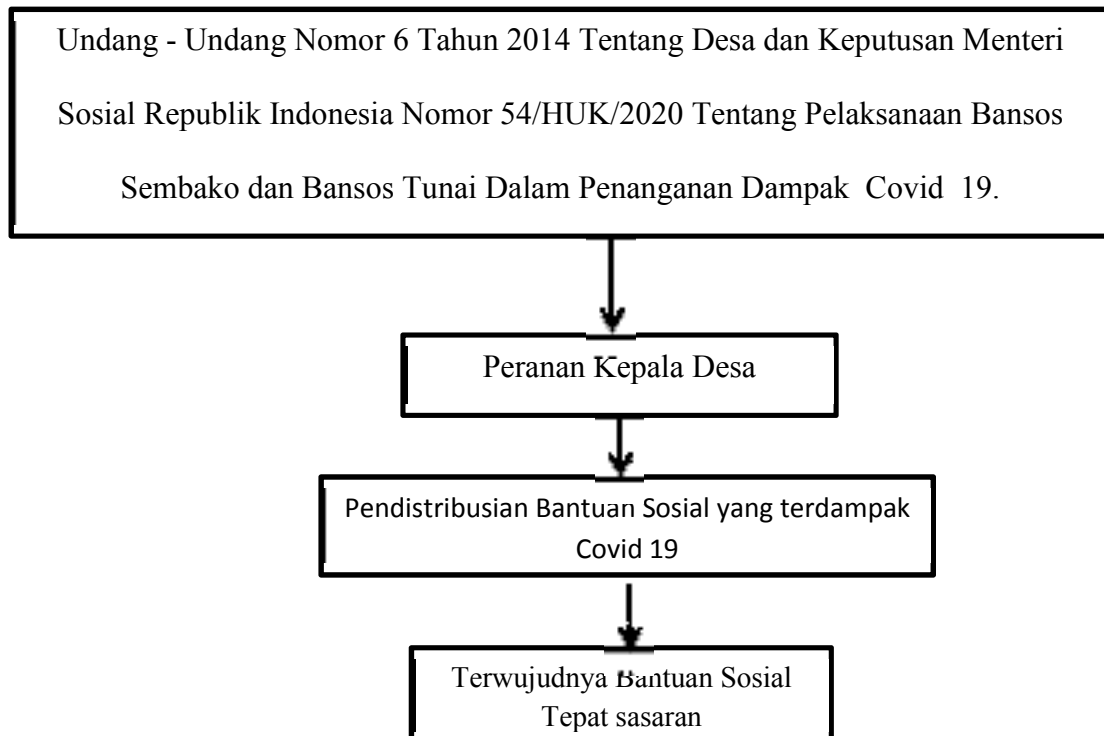 Undang - Undang Nomor 6 Tahun 2014 Tentang Desa dan Keputusan Menteri
Sosial Republik Indonesia Nomor 54/HUK/2020 Tentang Pelaksanaan Bansos
Sembako dan Bansos Tunai Dalam Penanganan Dampak Covid 19.
Peranan Kepala Desa
Pendistribusian Bantuan Sosial yang terdampak
Covid 19
Terwujudnya Bantuan Sosial
Tepat sasaran